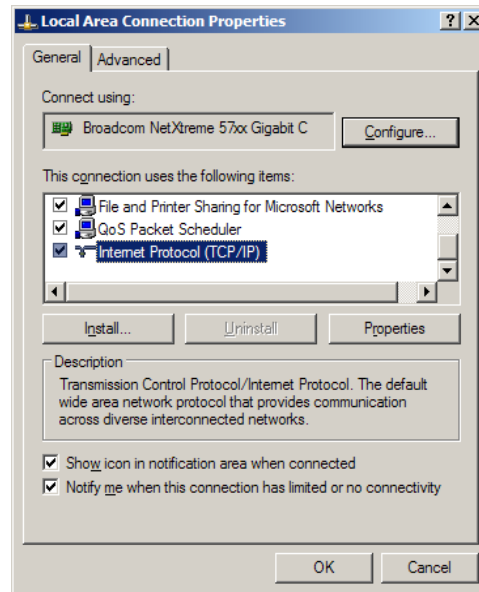 Local Area Connection Properties
General
Advanced
Connect using:
Broadcom NetXtreme 57xx Gigabit C
Configure...
This connection uses the following items:
File and Printer Sharing for Microsoft Networks
QoS Packet Scheduler
Internet Protocol (TCP/IP)
Install...
Uninstall
Properties
Description
Transmission Control Protocol/Internet Protocol. The default
wide area network protocol that provides communication
across diverse interconnected networks.
Show icon in notification area when connected
Notify me when this connection has limited or no connectivity
OK
Cancel